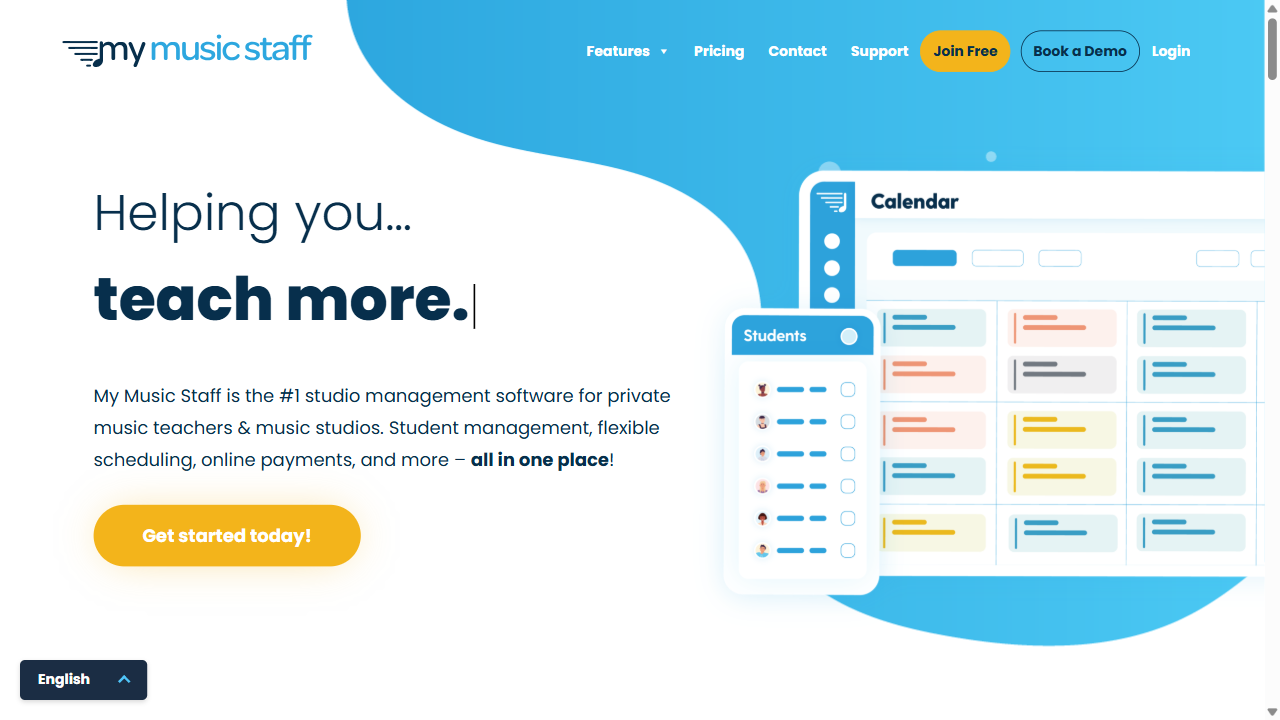 my music staff
Features
Pricing
Contact
Support
Join Free
Book a Demo
Login
Helping you...
teach more.
My Music Staff is the #1 studio management software for private
music teachers & music studios. Student management, flexible
scheduling, online payments, and more – all in one place!
Get started today!
Calendar
Students
English